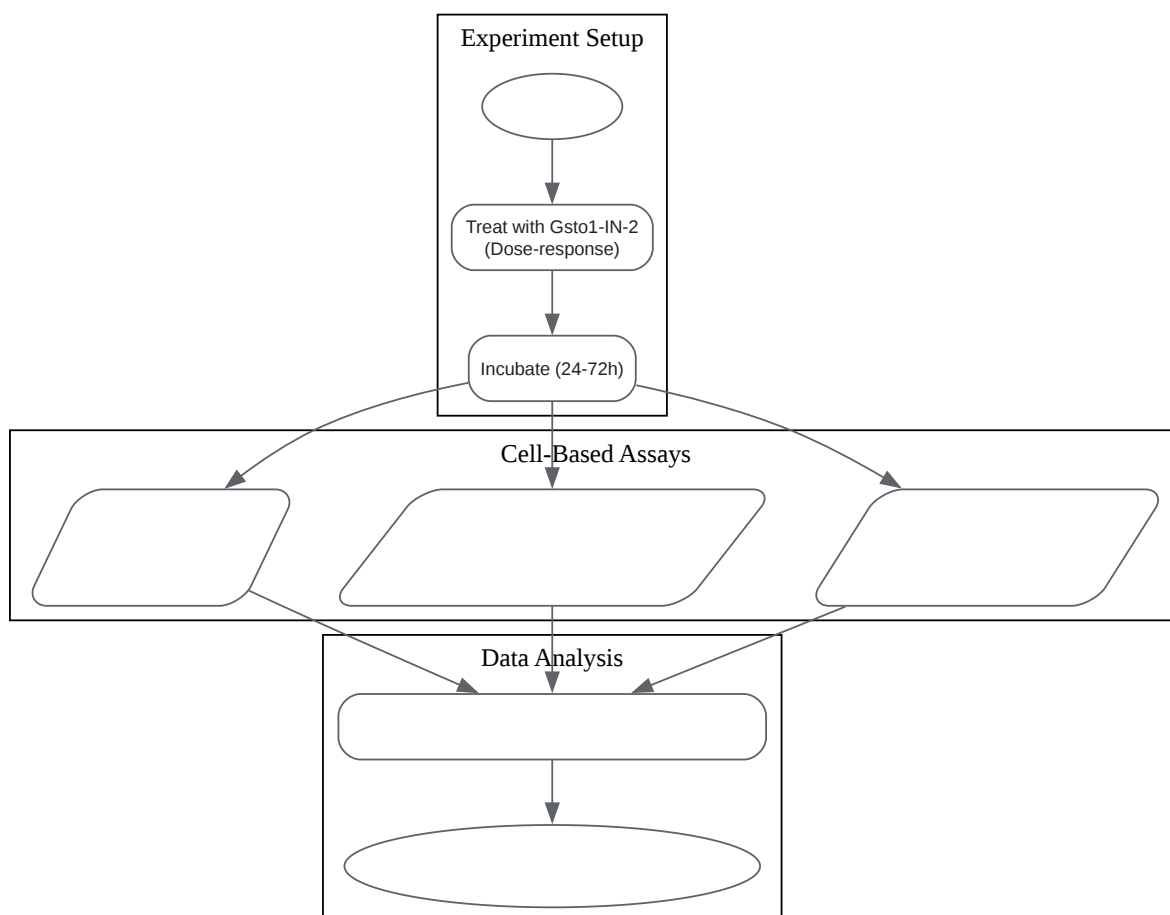 Experiment Setup
Treat with Gsto1-IN-2
(Dose-response)
Incubate (24-72h)
Cell-Based Assays
Data Analysis